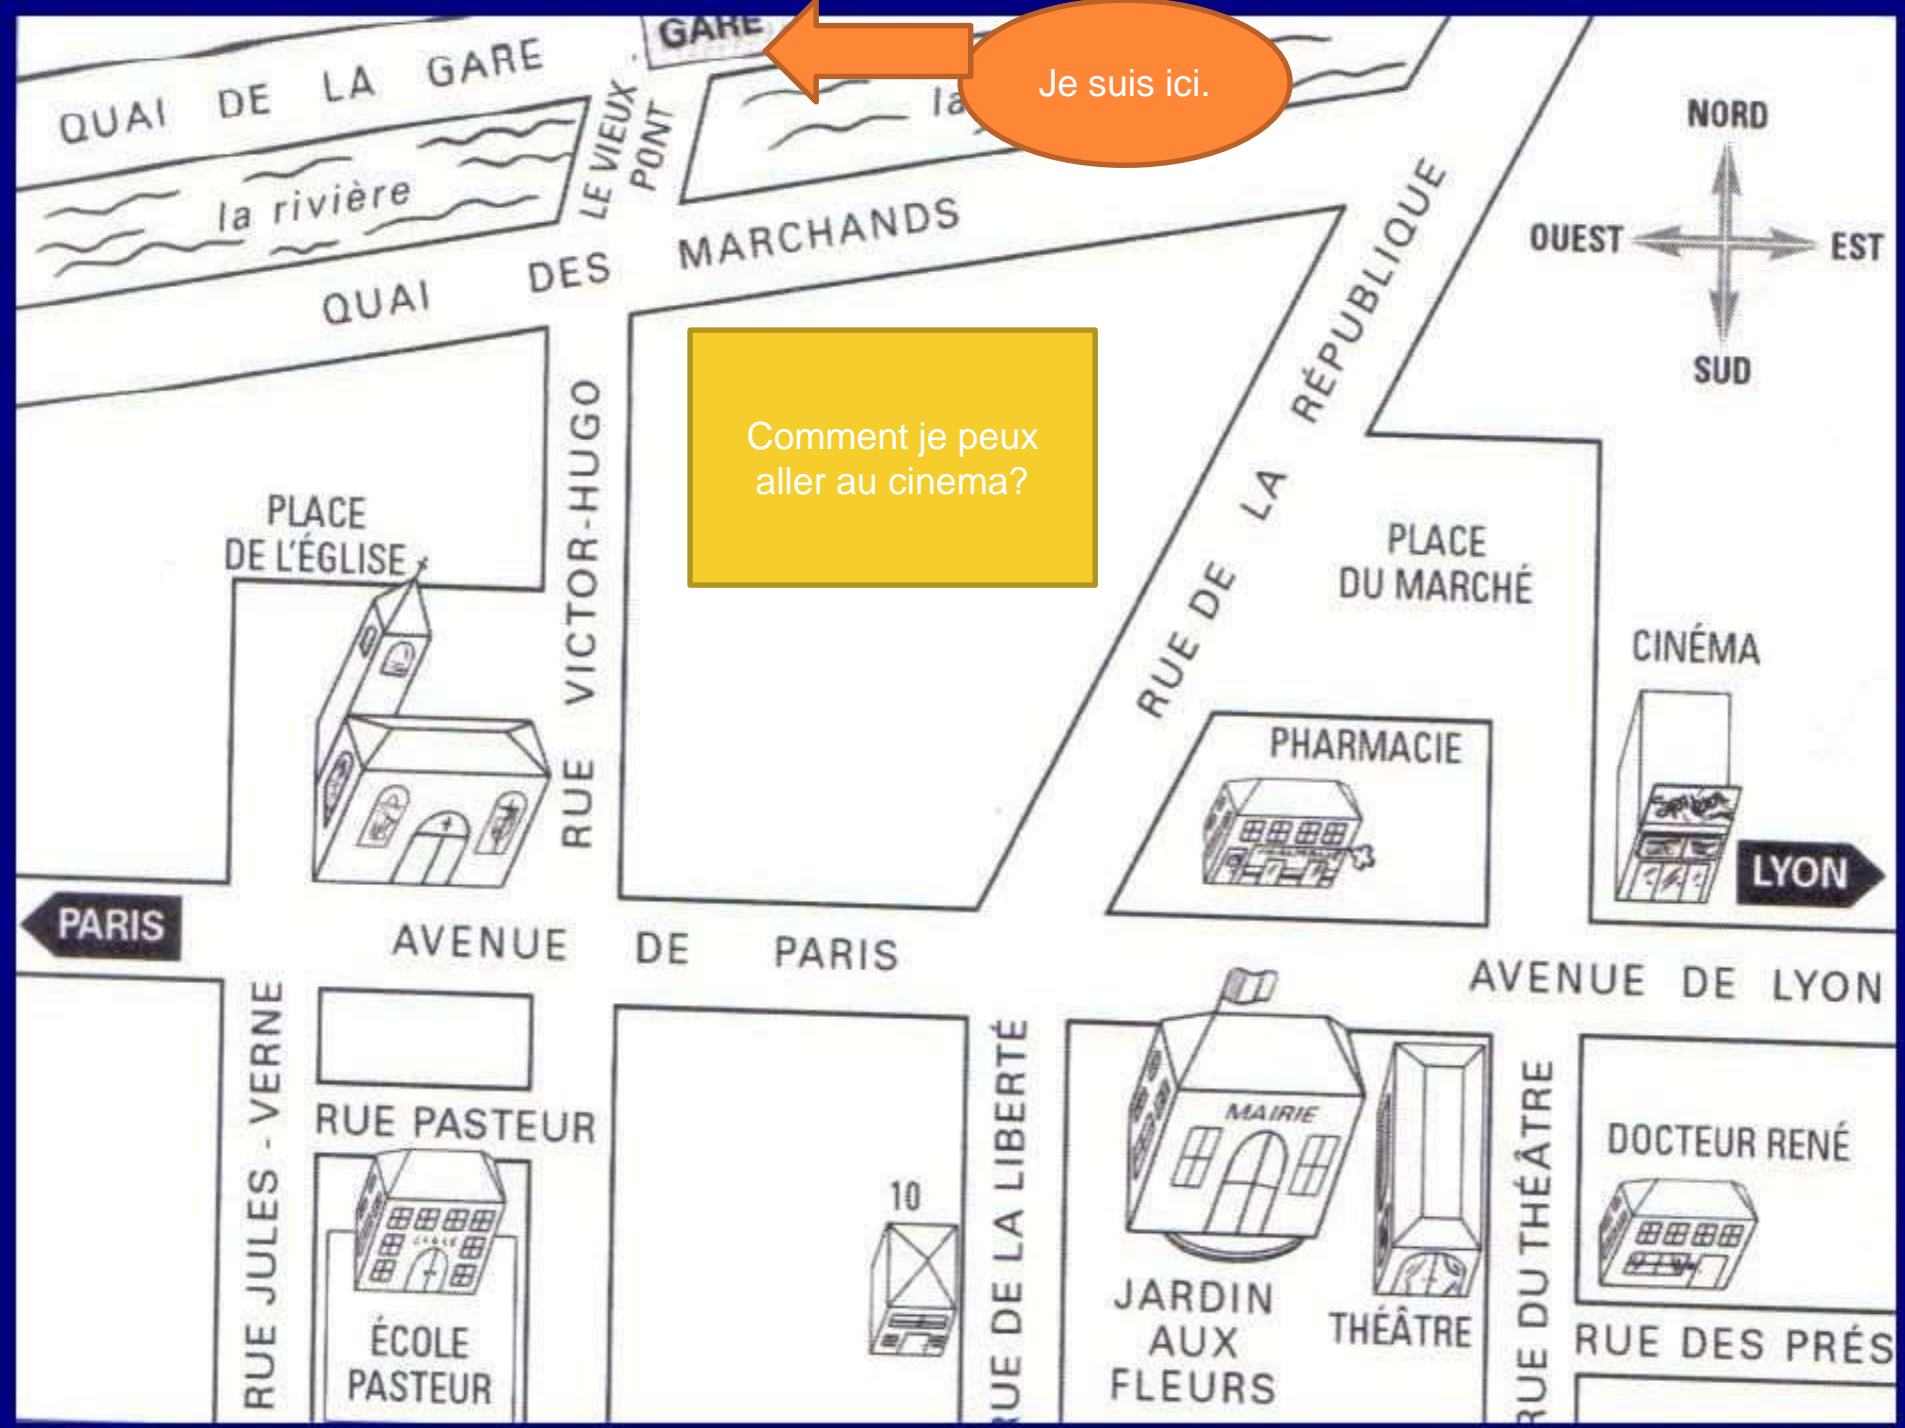 GARE
Je suis ici.
QUAI DE LA GARE
LE VIEUX
PONT
la
la rivière
NORD
OUEST
EST
SUD
QUAI DES MARCHANDS
RUE DE LA RÉPUBLIQUE
Comment je peux
aller au cinema?
RUE VICTOR-HUGO
PLACE
DE L'ÉGLISE
PLACE
DU MARCHÉ
CINÉMA
PHARMACIE
LYON
PARIS
AVENUE DE PARIS
AVENUE DE LYON
RUE JULES-VERNE
RUE PASTEUR
ÉCOLE
PASTEUR
10
RUE DE LA LIBERTÉ
MAIRIE
JARDIN
AUX
FLEURS
THÉÂTRE
RUE DU THÉÂTRE
DOCTEUR RENÉ
RUE DES PRÉS